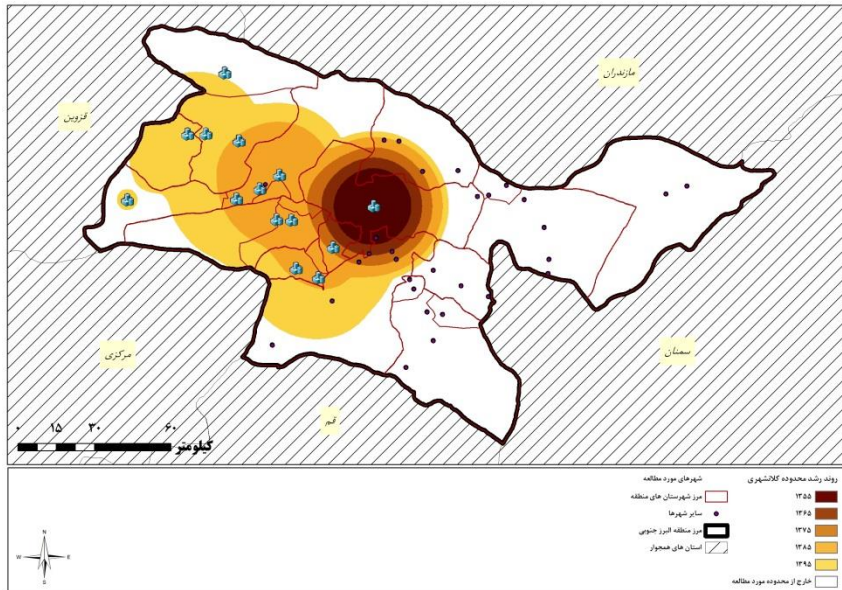 مازندران
قزوین
مرکزی
سمنان
قم
۰ ۱۵ ۳۰ ۶۰
کیلومتر
روند رشد محدوده کلانشهری
۱۳۵۵
۱۳۶۵
۱۳۷۵
۱۳۸۵
۱۳۹۵
خارج از محدوده مورد مطالعه
شهرهای مورد مطالعه
مرز شهرستان های منطقه
سایر شهرها
مرز منطقه البرز جنوبی
استان های همجوار
N
W E
S